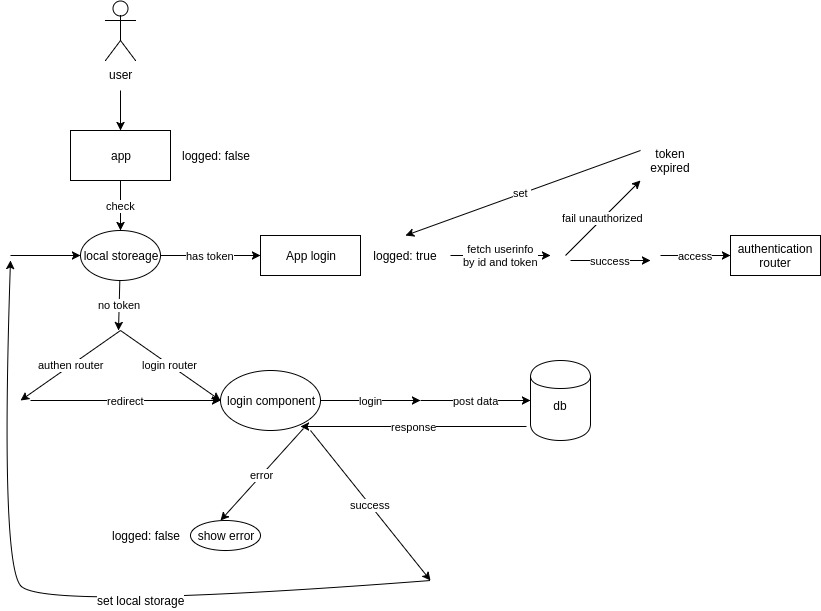 user
app
logged: false
check
token
expired
set
fail unauthorized
local storeage
has token
App login
logged: true
fetch userinfo
by id and token
success
access
authentication
router
no token
authen router
login router
redirect
login component
login
post data
db
response
error
success
logged: false
show error
set local storage